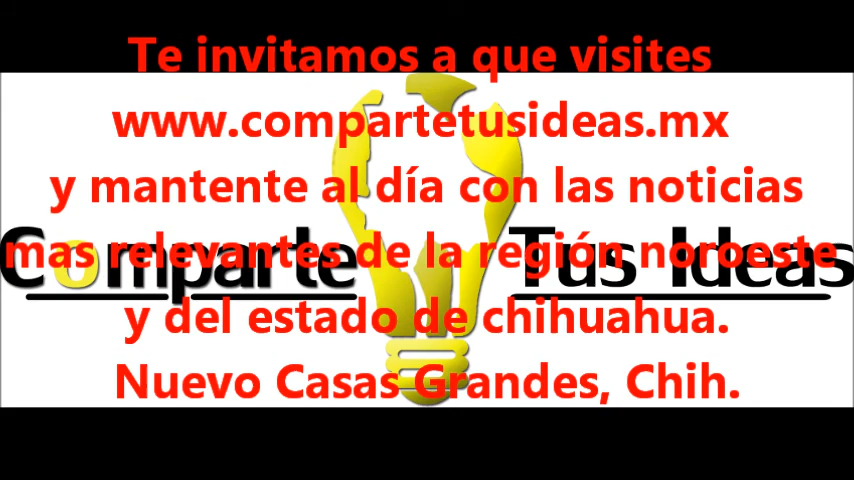 Te invitamos a que visites
www.compartetusideas.mx
y mantente al día con las noticias
mas relevantes de la región noroeste
Comparte Tus Ideas
y del estado de chihuahua.
Nuevo Casas Grandes, Chih.